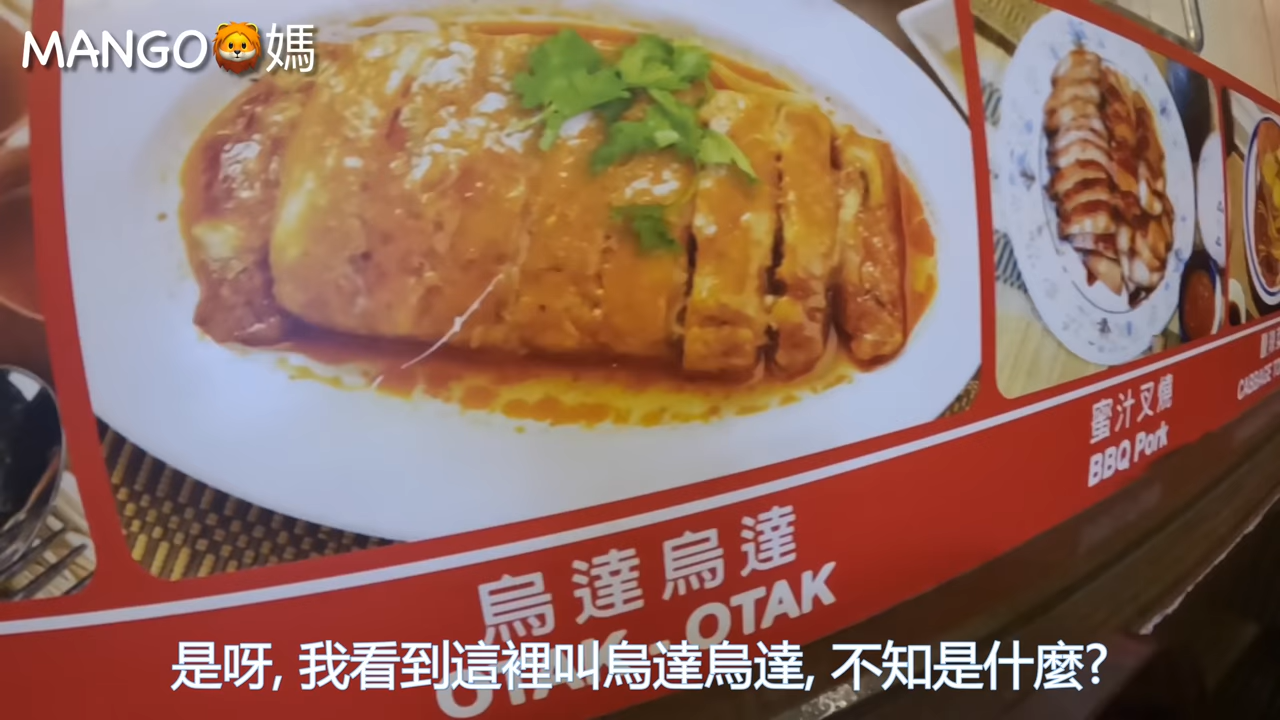 MANGO🦁媽
蜜汁叉燒
BBQ Pork
烏達烏達
OTAK-OTAK
是呀, 我看到這裡叫烏達烏達, 不知是什麼?